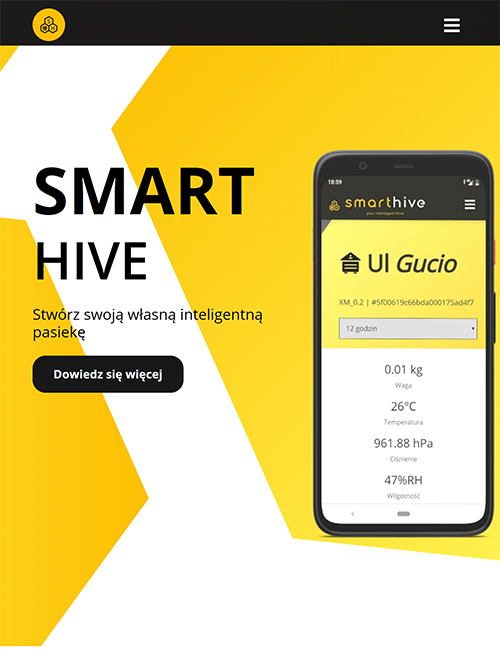 SMART
HIVE
Stwórz swoją własną inteligentną
pasiekę
Dowiedz się więcej
18:59
smarthive
your intelligent hive
Ul Gucio
XM_0.2 | #5f00619c66bda000175ad4f7
12 godzin
0.01 kg
Waga
26°C
Temperatura
961.88 hPa
Ciśnienie
47%RH
Wilgotność